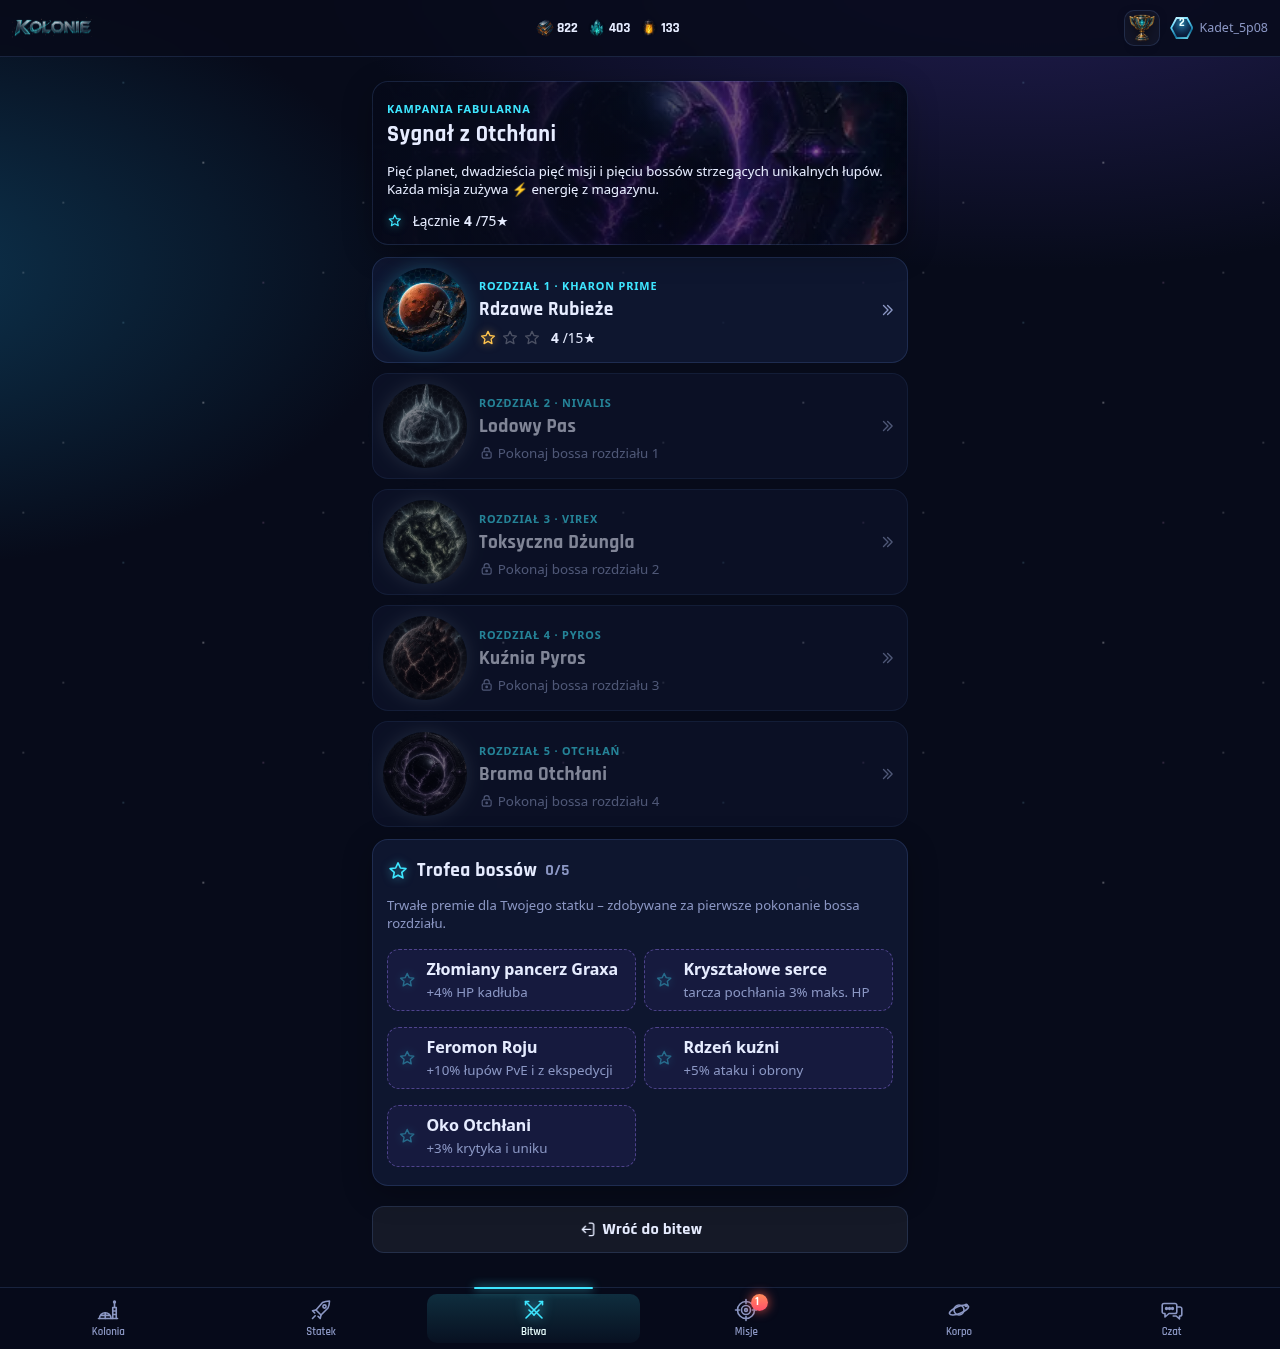 KOLONIE
822 403 133
2 Kadet_5p08
KAMPANIA FABULARNA
Sygnał z Otchłani
Pięć planet, dwadzieścia pięć misji i pięciu bossów strzegących unikalnych łupów.
Każda misja zużywa ⚡ energię z magazynu.
Łącznie 4 /75★
ROZDZIAŁ 1 · KHARON PRIME
Rdzawe Rubieże
4 /15★
ROZDZIAŁ 2 · NIVALIS
Lodowy Pas
Pokonaj bossa rozdziału 1
ROZDZIAŁ 3 · VIREX
Toksyczna Dżungla
Pokonaj bossa rozdziału 2
ROZDZIAŁ 4 · PYROS
Kuźnia Pyros
Pokonaj bossa rozdziału 3
ROZDZIAŁ 5 · OTCHŁAŃ
Brama Otchłani
Pokonaj bossa rozdziału 4
Trofea bossów 0/5
Trwałe premie dla Twojego statku – zdobywane za pierwsze pokonanie bossa
rozdziału.
Złomiany pancerz Graxa
+4% HP kadłuba
Kryształowe serce
tarcza pochłania 3% maks. HP
Feromon Roju
+10% łupów PvE i z ekspedycji
Rdzeń kuźni
+5% ataku i obrony
Oko Otchłani
+3% krytyka i uniku
Wróć do bitew
Kolonia
Statek
Bitwa
1
Misje
Korpo
Czat